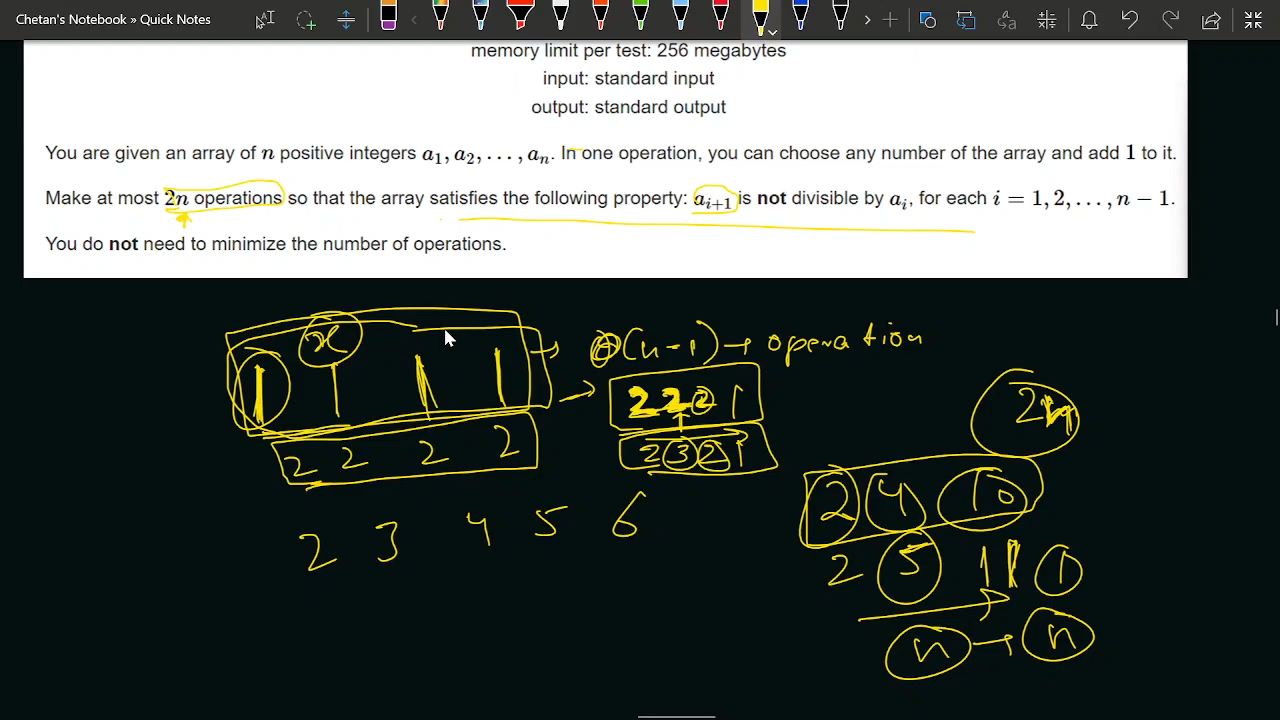 Chetan's Notebook » Quick Notes
memory limit per test: 256 megabytes
input: standard input
output: standard output
You are given an array of n positive integers a₁, a₂, . . . , aₙ. In one operation, you can choose any number of the array and add 1 to it.
Make at most 2n operations so that the array satisfies the following property: aᵢ₊₁ is not divisible by aᵢ, for each i = 1, 2, . . . , n − 1.
You do not need to minimize the number of operations.
1 x 1 1
(n-1) → operation
2 2 2 1
2n
2 2 2 2
2 3 2 1
2 4 10
2 3 4 5 6
2 5 11 1
n → n